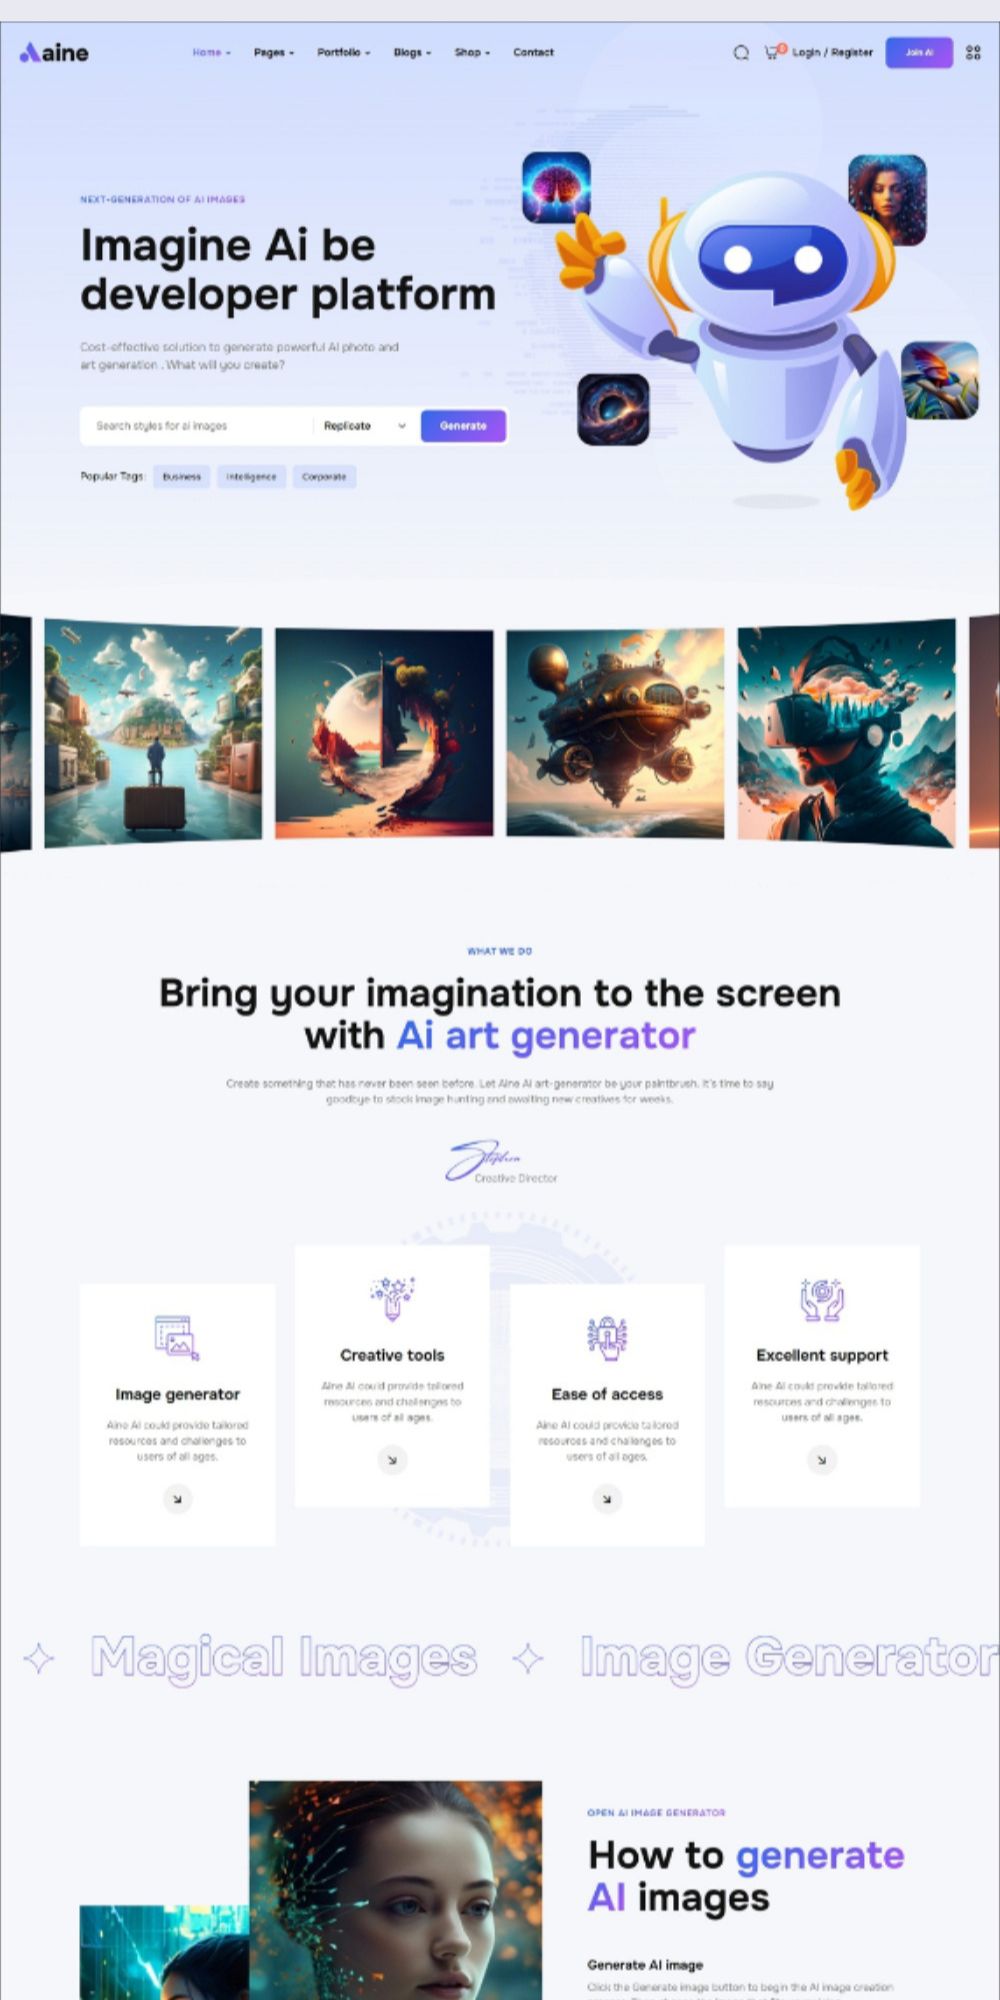 aine
Home Pages Portfolio Blogs Shop Contact
0 Login / Register Join Ai
NEXT-GENERATION OF AI IMAGES
Imagine Ai be
developer platform
Cost-effective solution to generate powerful AI photo and
art generation . What will you create?
Search styles for ai images Replicate Generate
Popular Tags: Business Intelligence Corporate
WHAT WE DO
Bring your imagination to the screen
with Ai art generator
Create something that has never been seen before. Let Aine AI art-generator be your paintbrush. It's time to say
goodbye to stock image hunting and awaiting new creatives for weeks.
Stephen
Creative Director
Image generator
Aine AI could provide tailored
resources and challenges to
users of all ages.
Creative tools
Aine AI could provide tailored
resources and challenges to
users of all ages.
Ease of access
Aine AI could provide tailored
resources and challenges to
users of all ages.
Excellent support
Aine AI could provide tailored
resources and challenges to
users of all ages.
Magical Images Image Generator
OPEN AI IMAGE GENERATOR
How to generate
AI images
Generate AI image
Click the Generate image button to begin the AI image creation